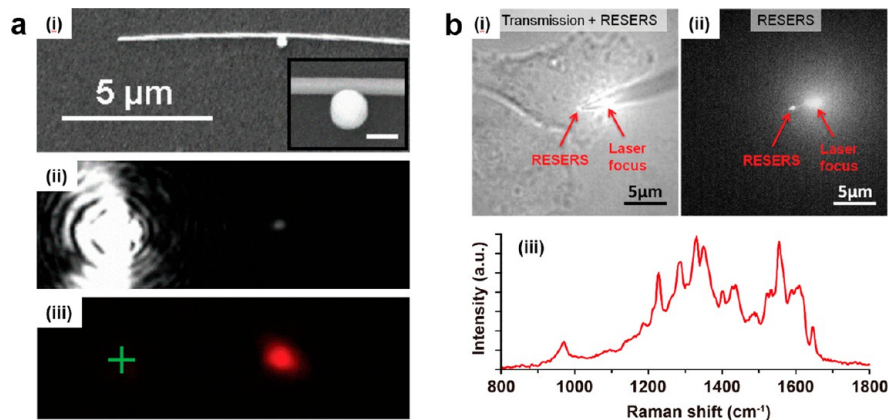 a
(i)
5 µm
(ii)
(iii)
b
(i)
Transmission + RESERS
RESERS
Laser
focus
5µm
(ii)
RESERS
RESERS
Laser
focus
5µm
(iii)
Intensity (a.u.)
800
1000
1200
1400
1600
1800
Raman shift (cm⁻¹)